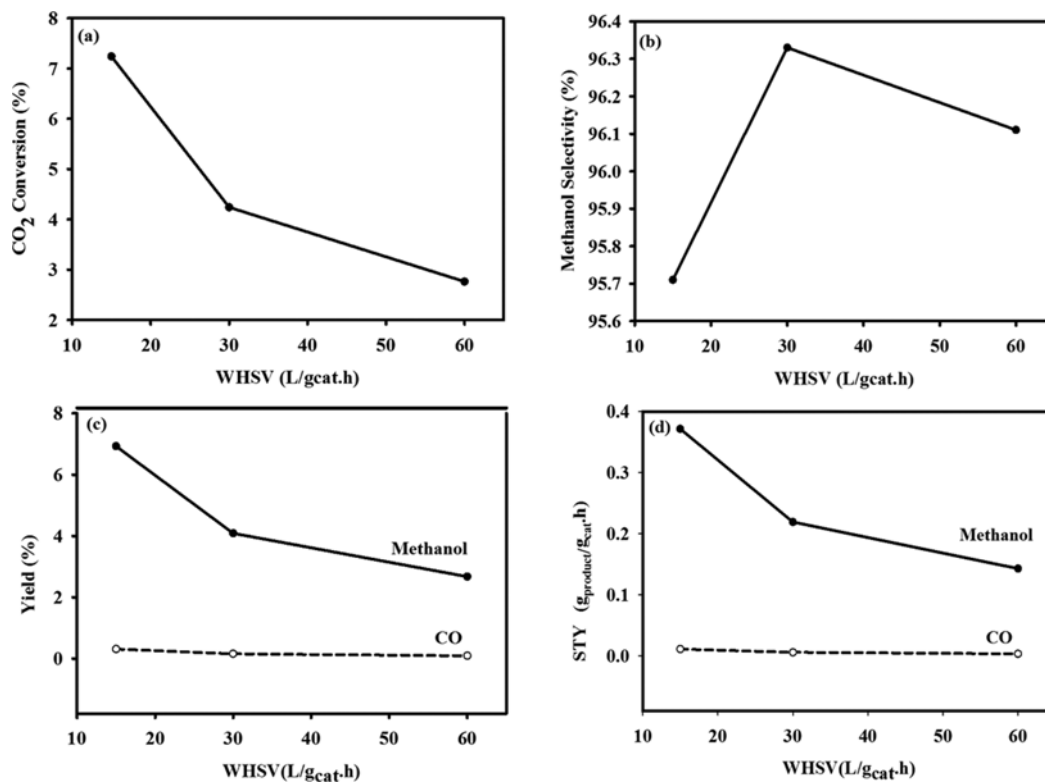 (a)
CO2 Conversion (%)
8
7
6
5
4
3
2
10 20 30 40 50 60
WHSV (L/gcat.h)
(b)
Methanol Selectivity (%)
96.4
96.3
96.2
96.1
96.0
95.9
95.8
95.7
95.6
10 20 30 40 50 60
WHSV (L/gcat.h)
(c)
Yield (%)
8
6
4
2
0
Methanol
CO
10 20 30 40 50 60
WHSV(L/gcat.h)
(d)
STY (gproduct/gcat.h)
0.4
0.3
0.2
0.1
0.0
Methanol
CO
10 20 30 40 50 60
WHSV(L/gcat.h)